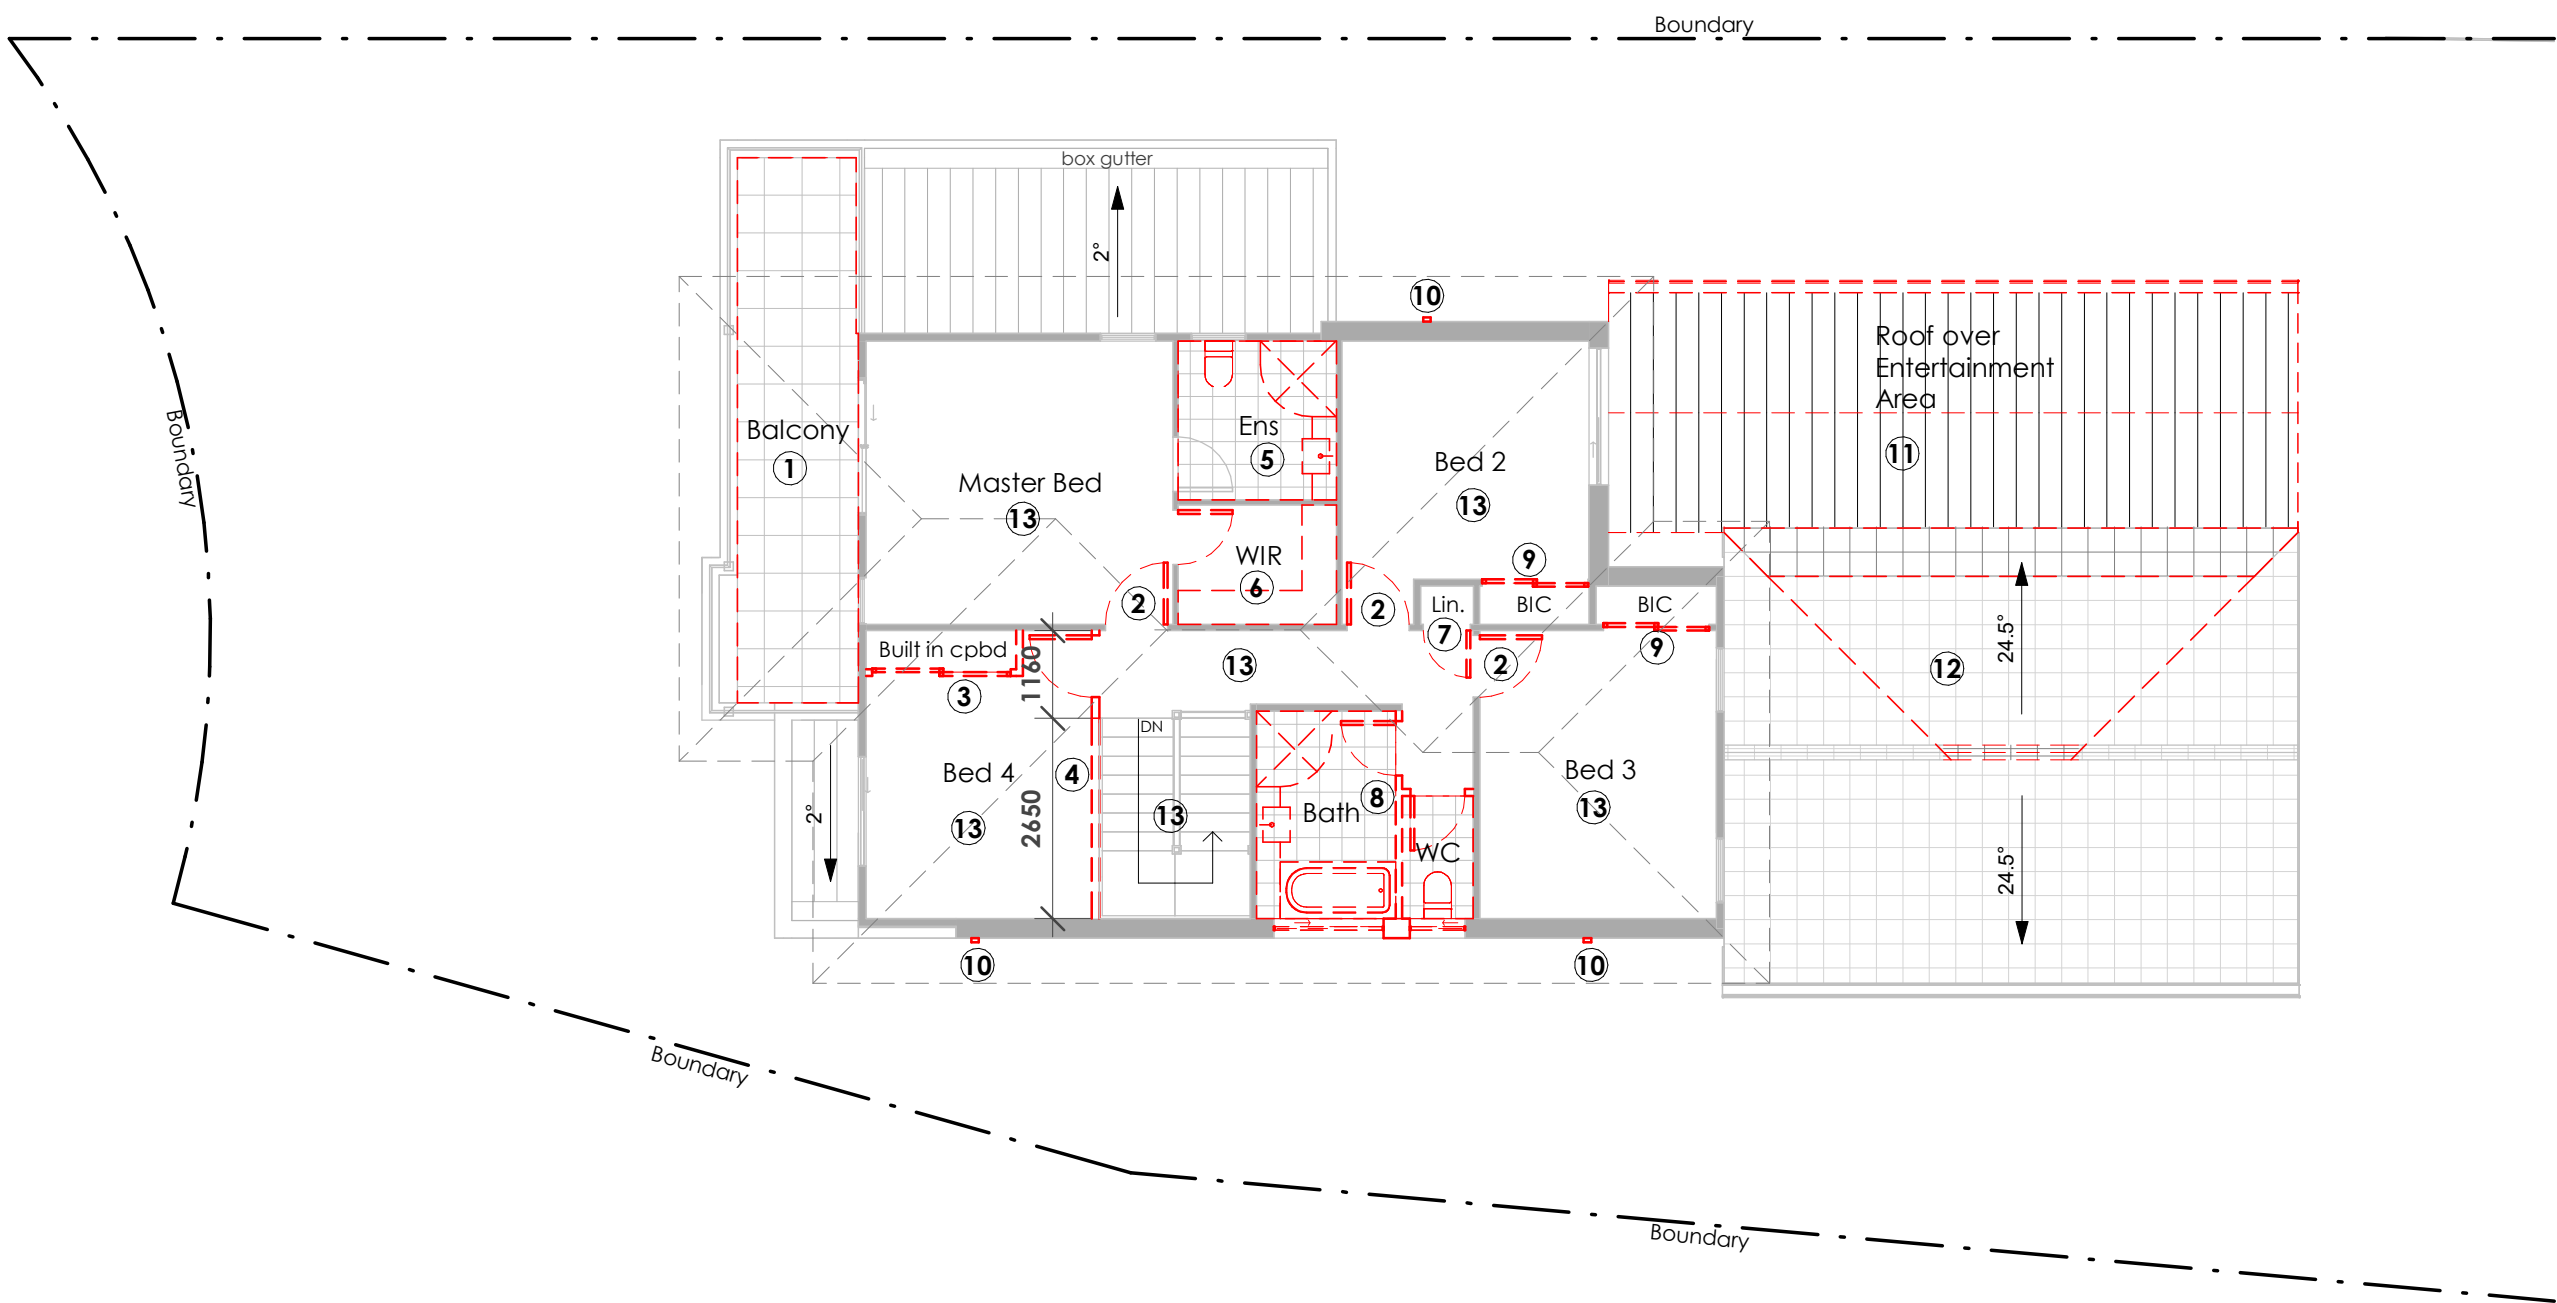 Boundary
box gutter
2°
10
Roof over
Entertainment
Area
11
Boundary
Balcony
1
Ens
5
Master Bed
13
Bed 2
13
WIR
6
9
2
2
Lin.
7
BIC
BIC
2
9
Built in cpbd
3
1160
13
24.5°
12
DN
Bed 4
13
4
2650
13
Bath
8
WC
Bed 3
13
2°
24.5°
10
10
Boundary
Boundary